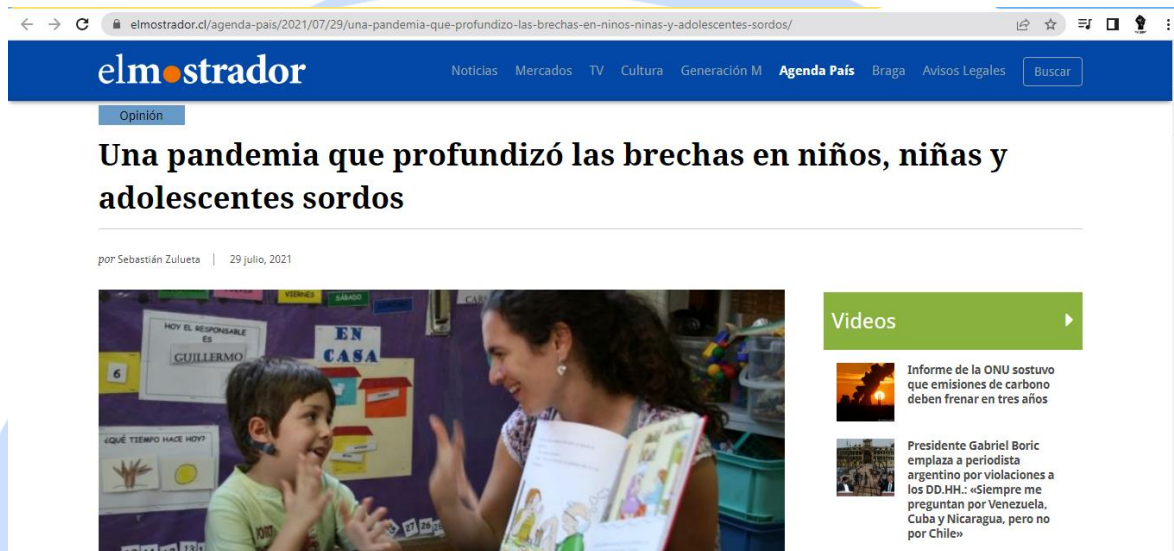 elmostrador.cl/agenda-pais/2021/07/29/una-pandemia-que-profundizo-las-brechas-en-ninos-ninas-y-adolescentes-sordos/
elmostrador
Noticias Mercados TV Cultura Generación M Agenda País Braga Avisos Legales Buscar
Opinión
Una pandemia que profundizó las brechas en niños, niñas y
adolescentes sordos
por Sebastián Zulueta | 29 julio, 2021
VIERNES
SÁBADO
HOY EL RESPONSABLE
ES
GUILLERMO
EN
CASA
6
¿QUÉ TIEMPO HACE HOY?
27 26
Videos
Informe de la ONU sostuvo
que emisiones de carbono
deben frenar en tres años
Presidente Gabriel Boric
emplaza a periodista
argentino por violaciones a
los DD.HH.: «Siempre me
preguntan por Venezuela,
Cuba y Nicaragua, pero no
por Chile»